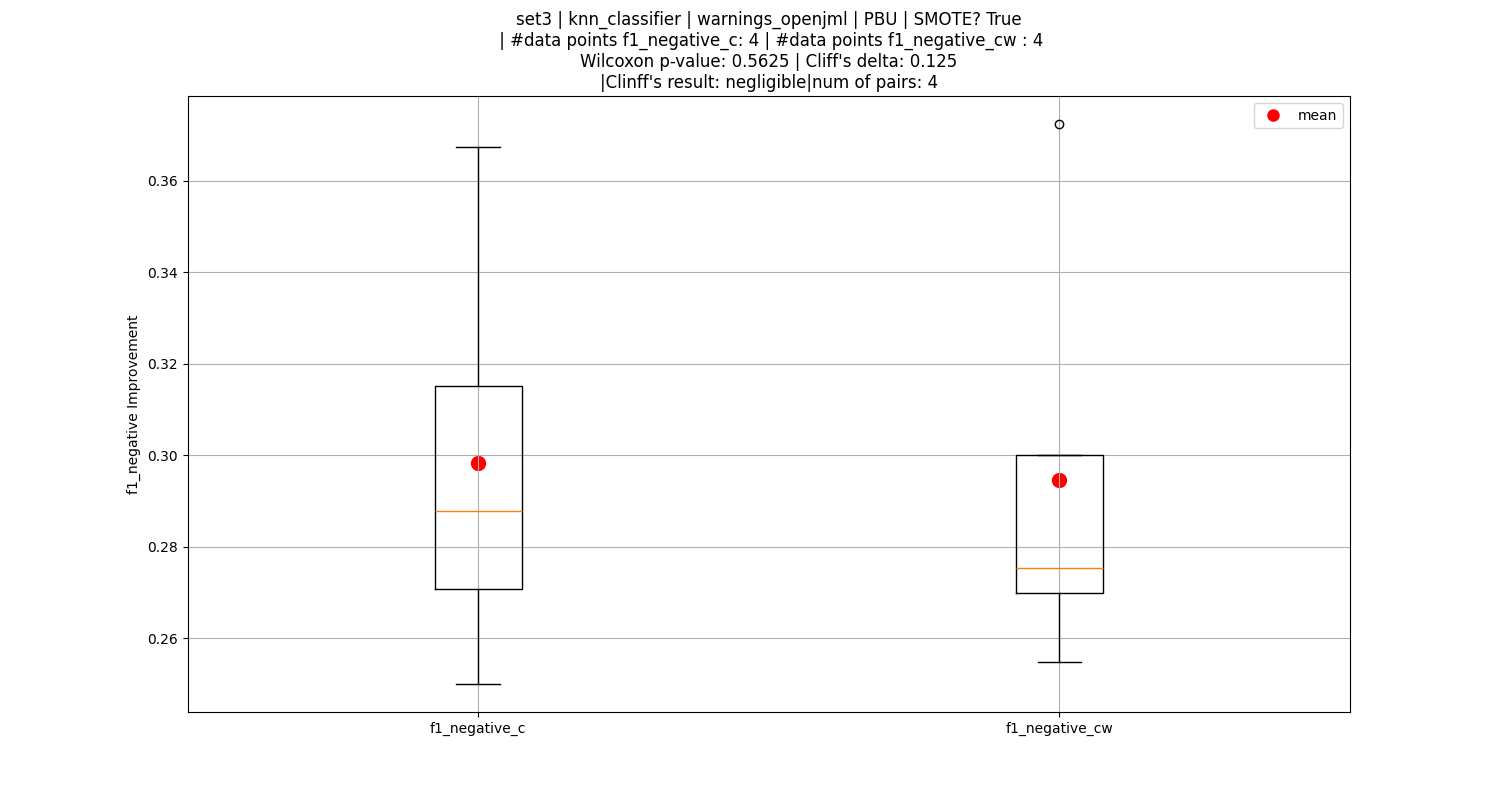 set3 | knn_classifier | warnings_openjml | PBU | SMOTE? True
| #data points f1_negative_c: 4 | #data points f1_negative_cw : 4
Wilcoxon p-value: 0.5625 | Cliff's delta: 0.125
|Clinff's result: negligible|num of pairs: 4
mean
0.36
0.34
0.32
0.30
0.28
0.26
f1_negative Improvement
f1_negative_c
f1_negative_cw